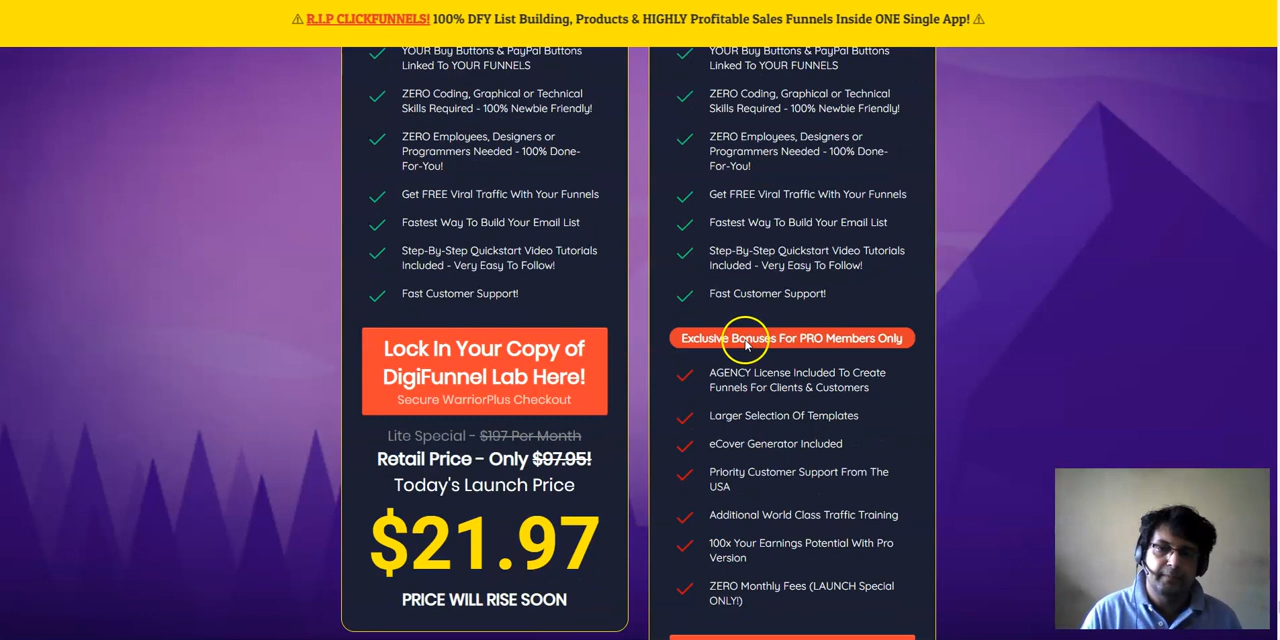 ⚠ R.I.P CLICKFUNNELS! 100% DFY List Building, Products & HIGHLY Profitable Sales Funnels Inside ONE Single App! ⚠
YOUR Buy Buttons & PayPal Buttons
Linked To YOUR FUNNELS
ZERO Coding, Graphical or Technical
Skills Required - 100% Newbie Friendly!
ZERO Employees, Designers or
Programmers Needed - 100% Done-
For-You!
Get FREE Viral Traffic With Your Funnels
Fastest Way To Build Your Email List
Step-By-Step Quickstart Video Tutorials
Included - Very Easy To Follow!
Fast Customer Support!
Lock In Your Copy of
DigiFunnel Lab Here!
Secure WarriorPlus Checkout
Lite Special - $197 Per Month
Retail Price - Only $97.95!
Today's Launch Price
$21.97
PRICE WILL RISE SOON
YOUR Buy Buttons & PayPal Buttons
Linked To YOUR FUNNELS
ZERO Coding, Graphical or Technical
Skills Required - 100% Newbie Friendly!
ZERO Employees, Designers or
Programmers Needed - 100% Done-
For-You!
Get FREE Viral Traffic With Your Funnels
Fastest Way To Build Your Email List
Step-By-Step Quickstart Video Tutorials
Included - Very Easy To Follow!
Fast Customer Support!
Exclusive Bonuses For PRO Members Only
AGENCY License Included To Create
Funnels For Clients & Customers
Larger Selection Of Templates
eCover Generator Included
Priority Customer Support From The
USA
Additional World Class Traffic Training
100x Your Earnings Potential With Pro
Version
ZERO Monthly Fees (LAUNCH Special
ONLY!)